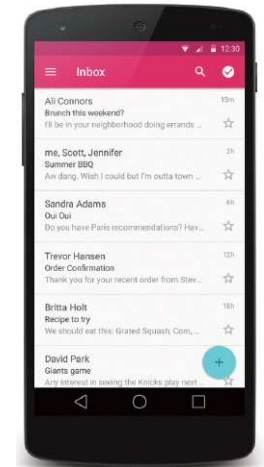 12:30
Inbox
Ali Connors 15m
Brunch this weekend?
I'll be in your neighborhood doing errands ...
me, Scott, Jennifer 2h
Summer BBQ
Aw dang. Wish I could but I'm outta town ...
Sandra Adams 6h
Oui Oui
Do you have Paris recommendations? Hav...
Trevor Hansen 12h
Order Confirmation
Thank you for your recent order from Stev...
Britta Holt 18h
Recipe to try
We should eat this: Grated Squash, Corn, ...
David Park
Giants game
Any interest in seeing the Knicks play next